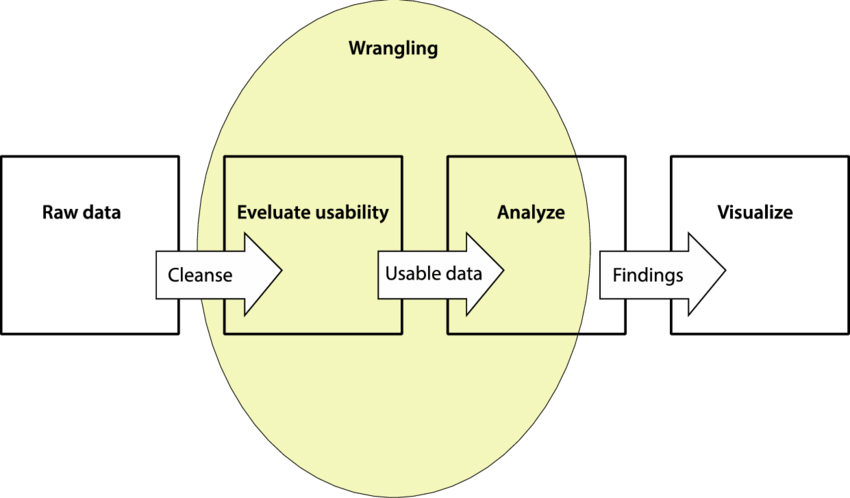 Wrangling
Raw data
Eveluate usability
Analyze
Visualize
Cleanse
Usable data
Findings